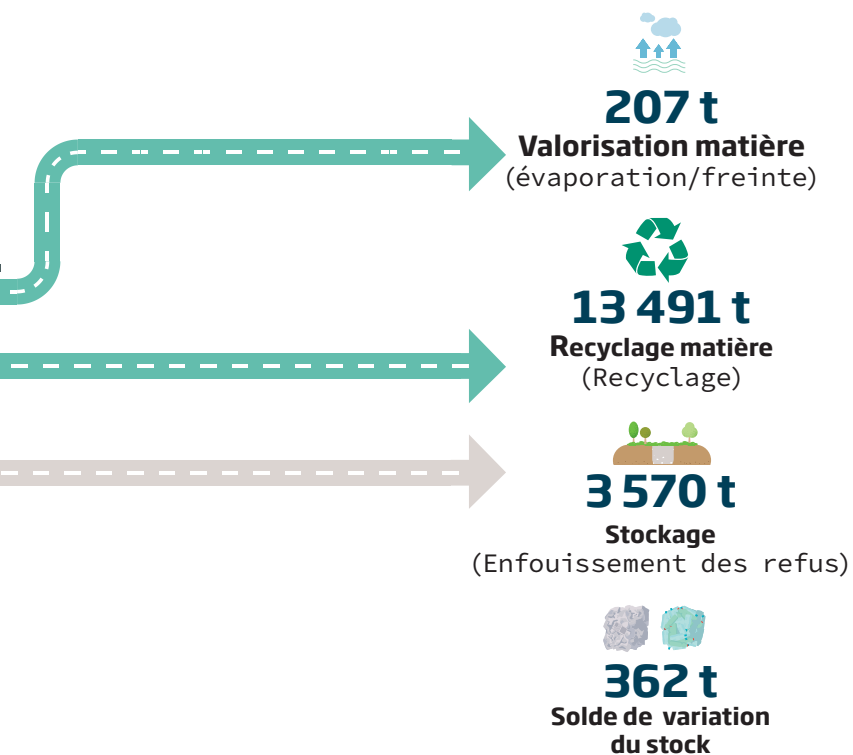 207 t
Valorisation matière
(évaporation/freinte)
13 491 t
Recyclage matière
(Recyclage)
3 570 t
Stockage
(Enfouissement des refus)
362 t
Solde de variation
du stock